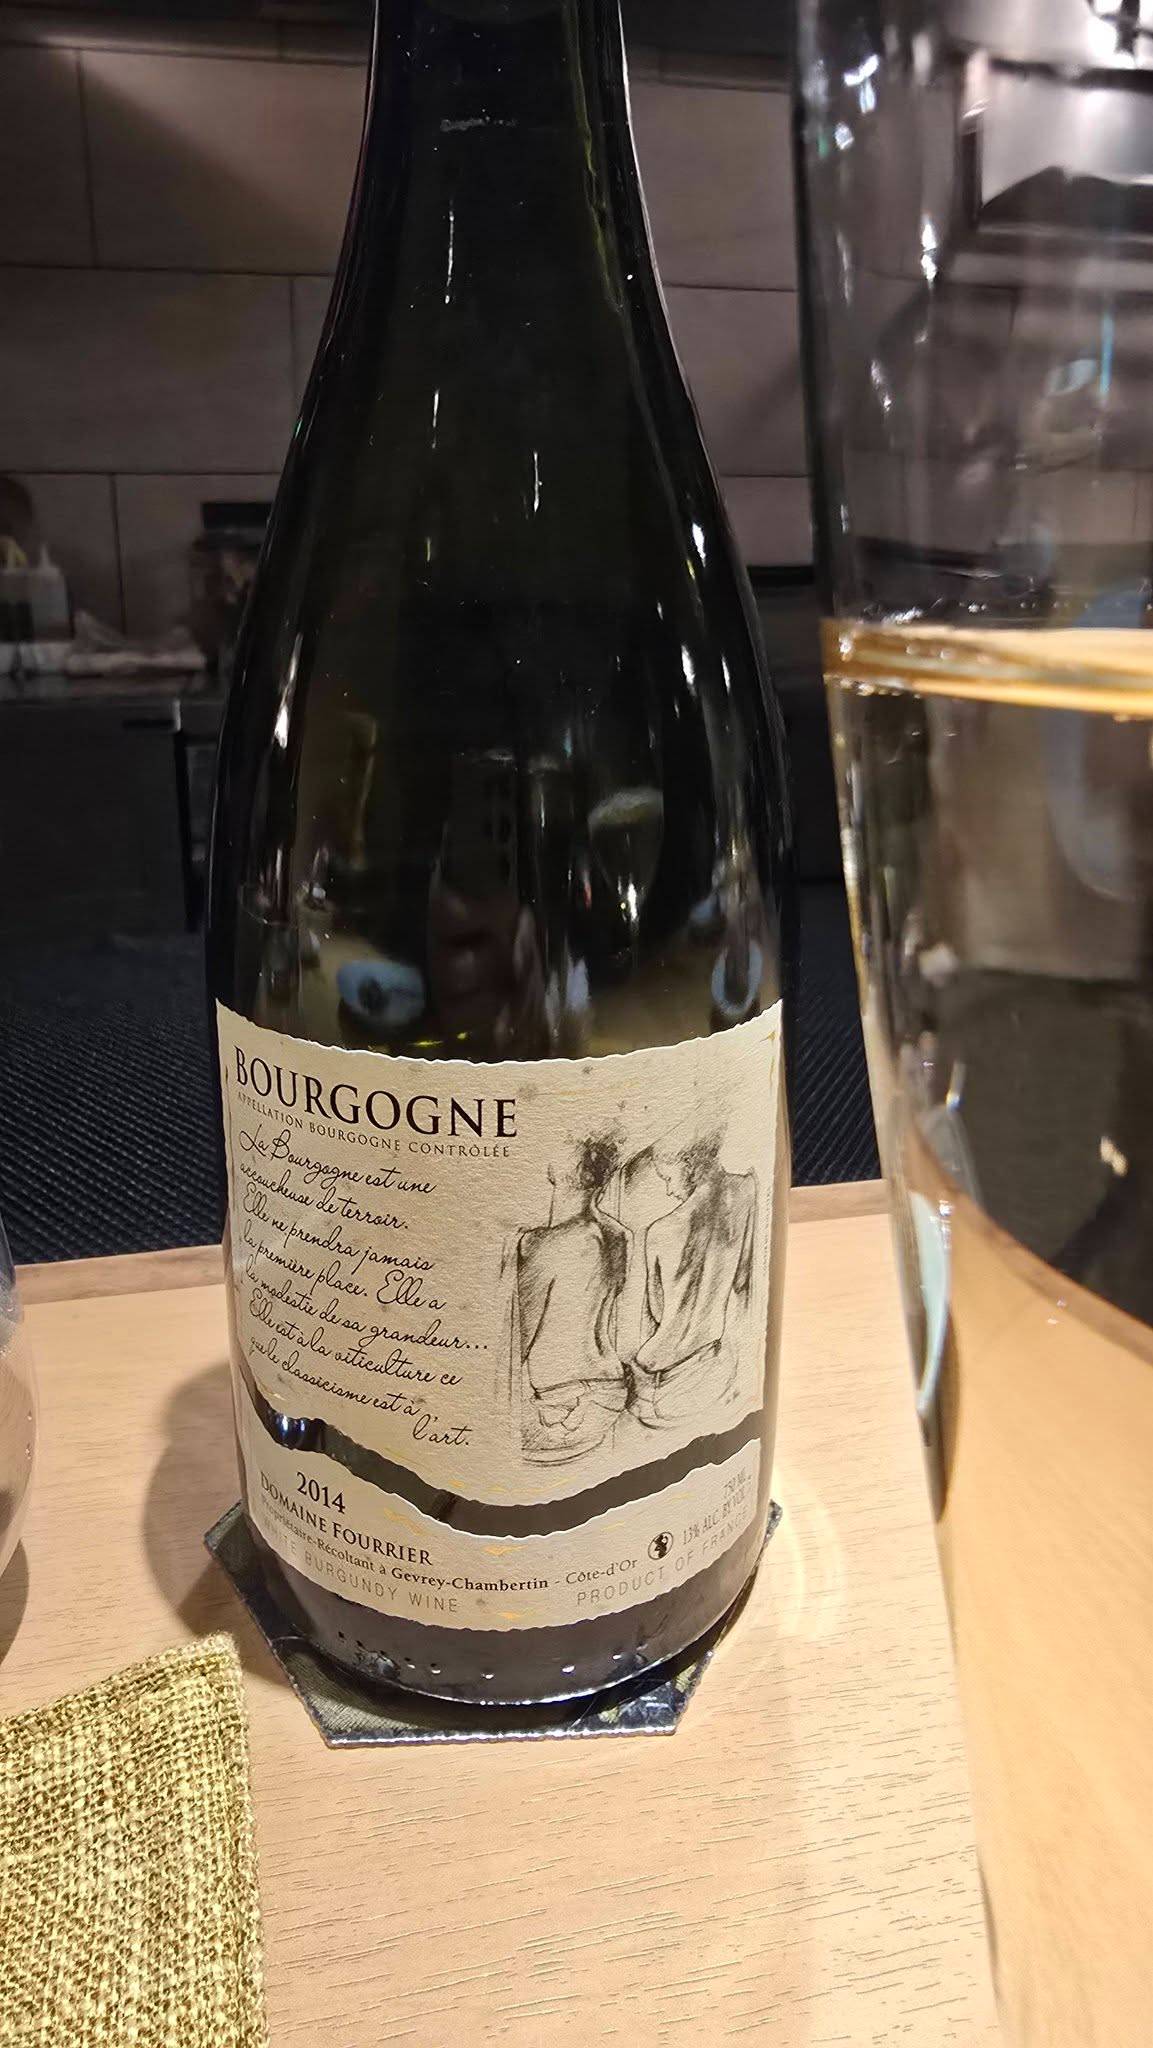 BOURGOGNE
APPELLATION BOURGOGNE CONTRÔLÉE
La Bourgogne est une
accoucheuse de terroir.
Elle ne prendra jamais
la première place. Elle a
la modestie de sa grandeur...
Elle est à la viticulture ce
que le classicisme est à
l'art.
2014
DOMAINE FOURRIER
Propriétaire-Récoltant à Gevrey-Chambertin - Côte-d'Or
WHITE BURGUNDY WINE
750 ML
13% ALC. BY VOL.
PRODUCT OF FRANCE